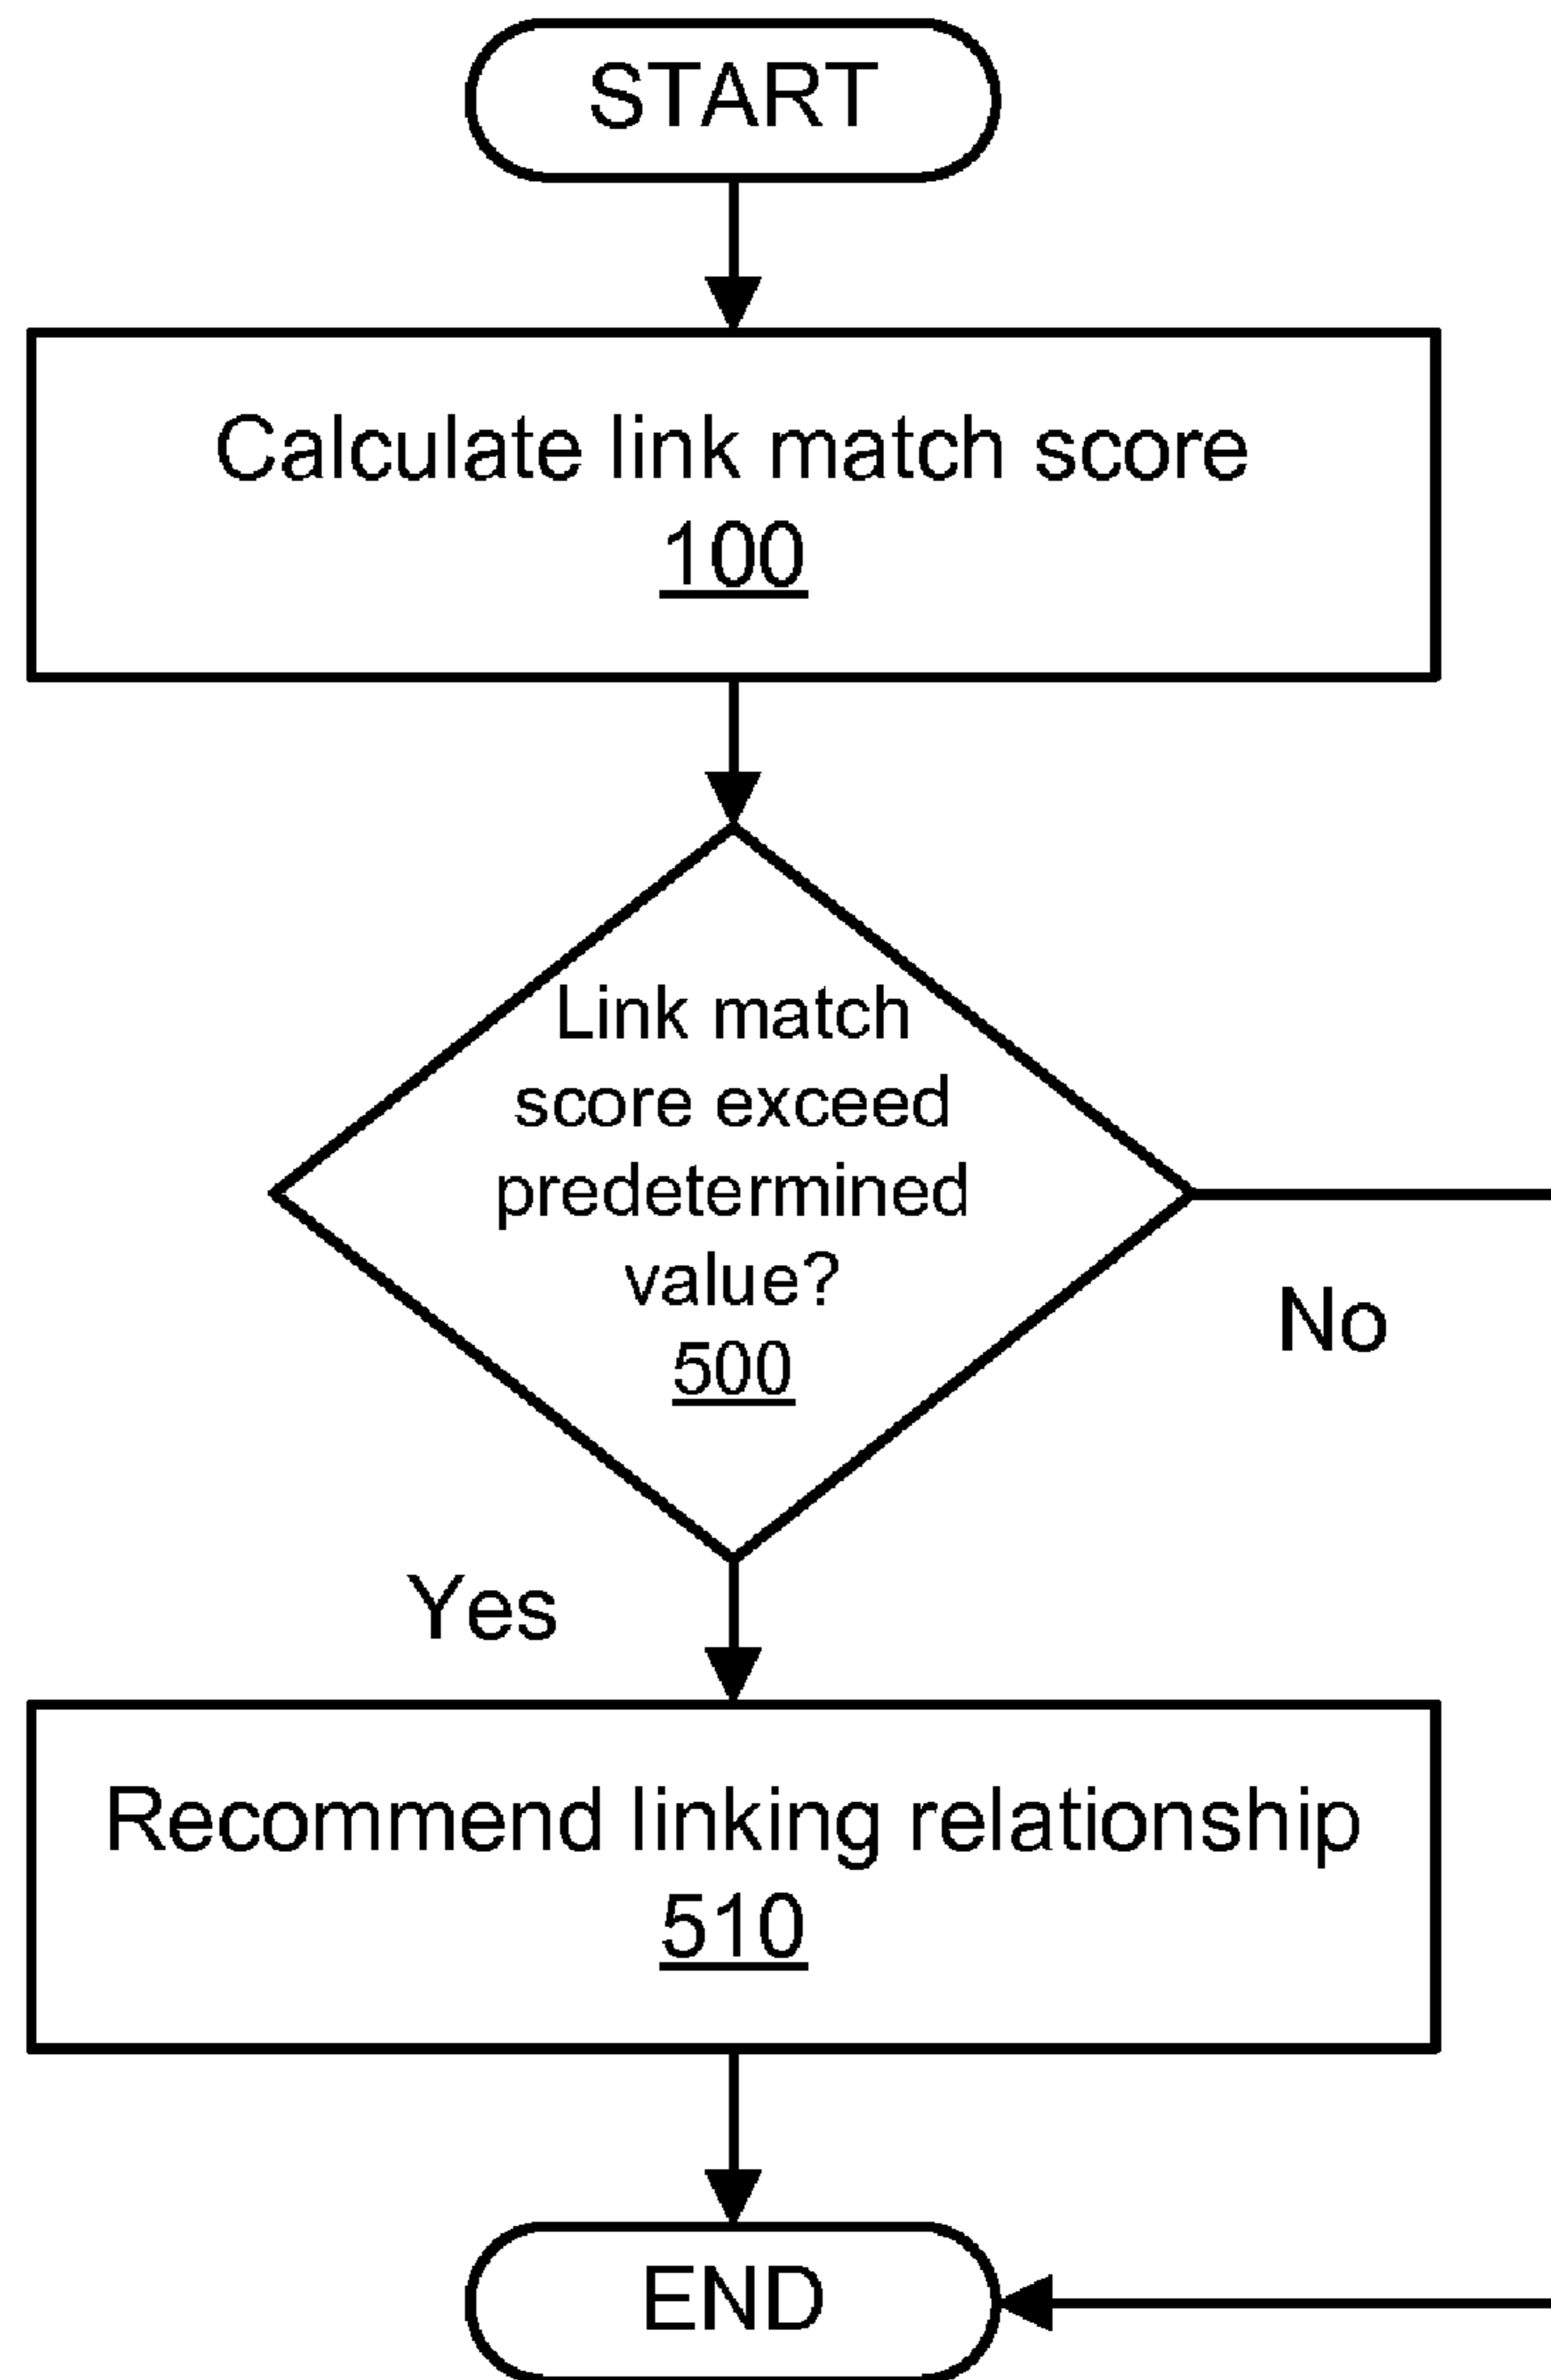 START
Calculate link match score
100
Link match
score exceed
predetermined
value?
500
No
Yes
Recommend linking relationship
510
END